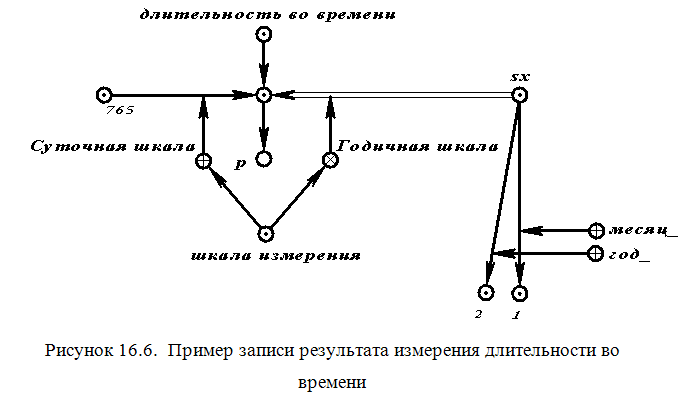 длительность во времени
sx
765
Суточная шкала
p
Годичная шкала
месяц_
шкала измерения
год_
2
1
Рисунок 16.6. Пример записи результата измерения длительности во
времени